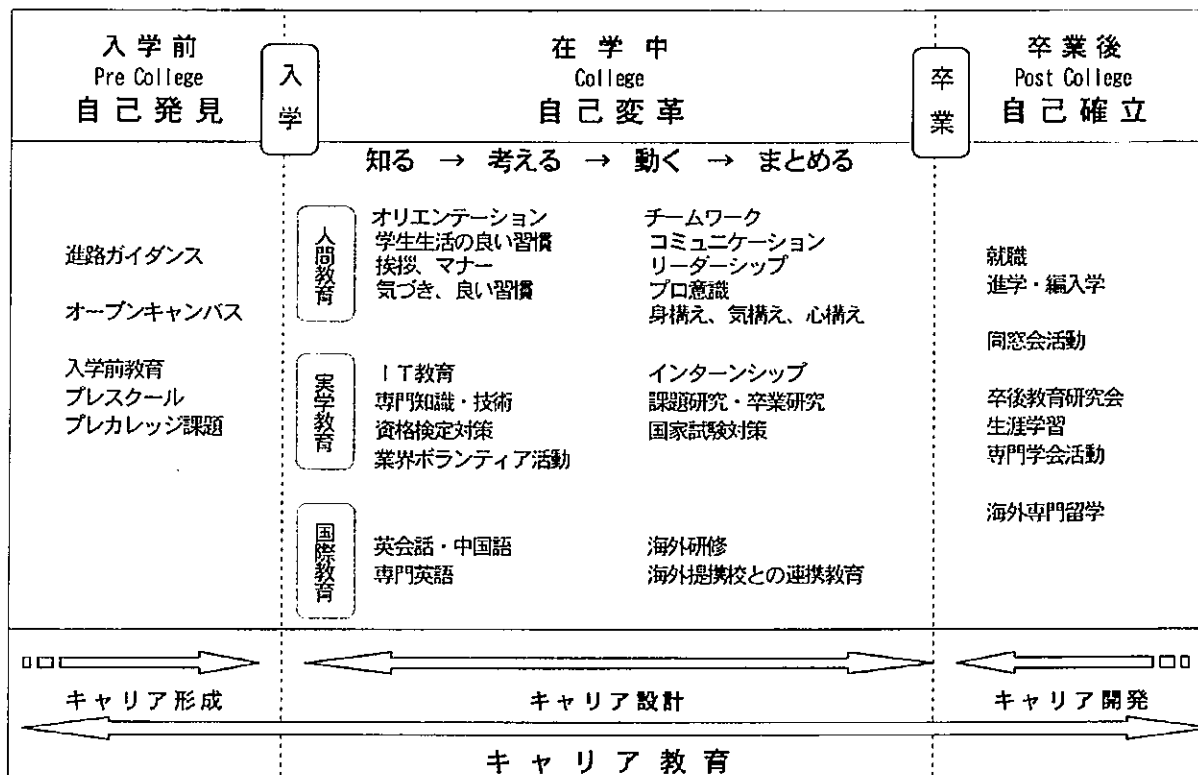 入学前
Pre College
自己発見
入学
在学中
College
自己変革
卒業
卒業後
Post College
自己確立
知る → 考える → 動く → まとめる
進路ガイダンス
オープンキャンバス
入学前教育
プレスクール
プレカレッジ課題
人間教育
オリエンテーション
学生生活の良い習慣
挨拶、マナー
気づき、良い習慣
チームワーク
コミュニケーション
リーダーシップ
プロ意識
身構え、気構え、心構え
実学教育
IT教育
専門知識・技術
資格検定対策
業界ボランティア活動
インターンシップ
課題研究・卒業研究
国家試験対策
国際教育
英会話・中国語
専門英語
海外研修
海外提携校との連携教育
就職
進学・編入学
同窓会活動
卒後教育研究会
生涯学習
専門学会活動
海外専門留学
キャリア形成
キャリア設計
キャリア開発
キャリア教育